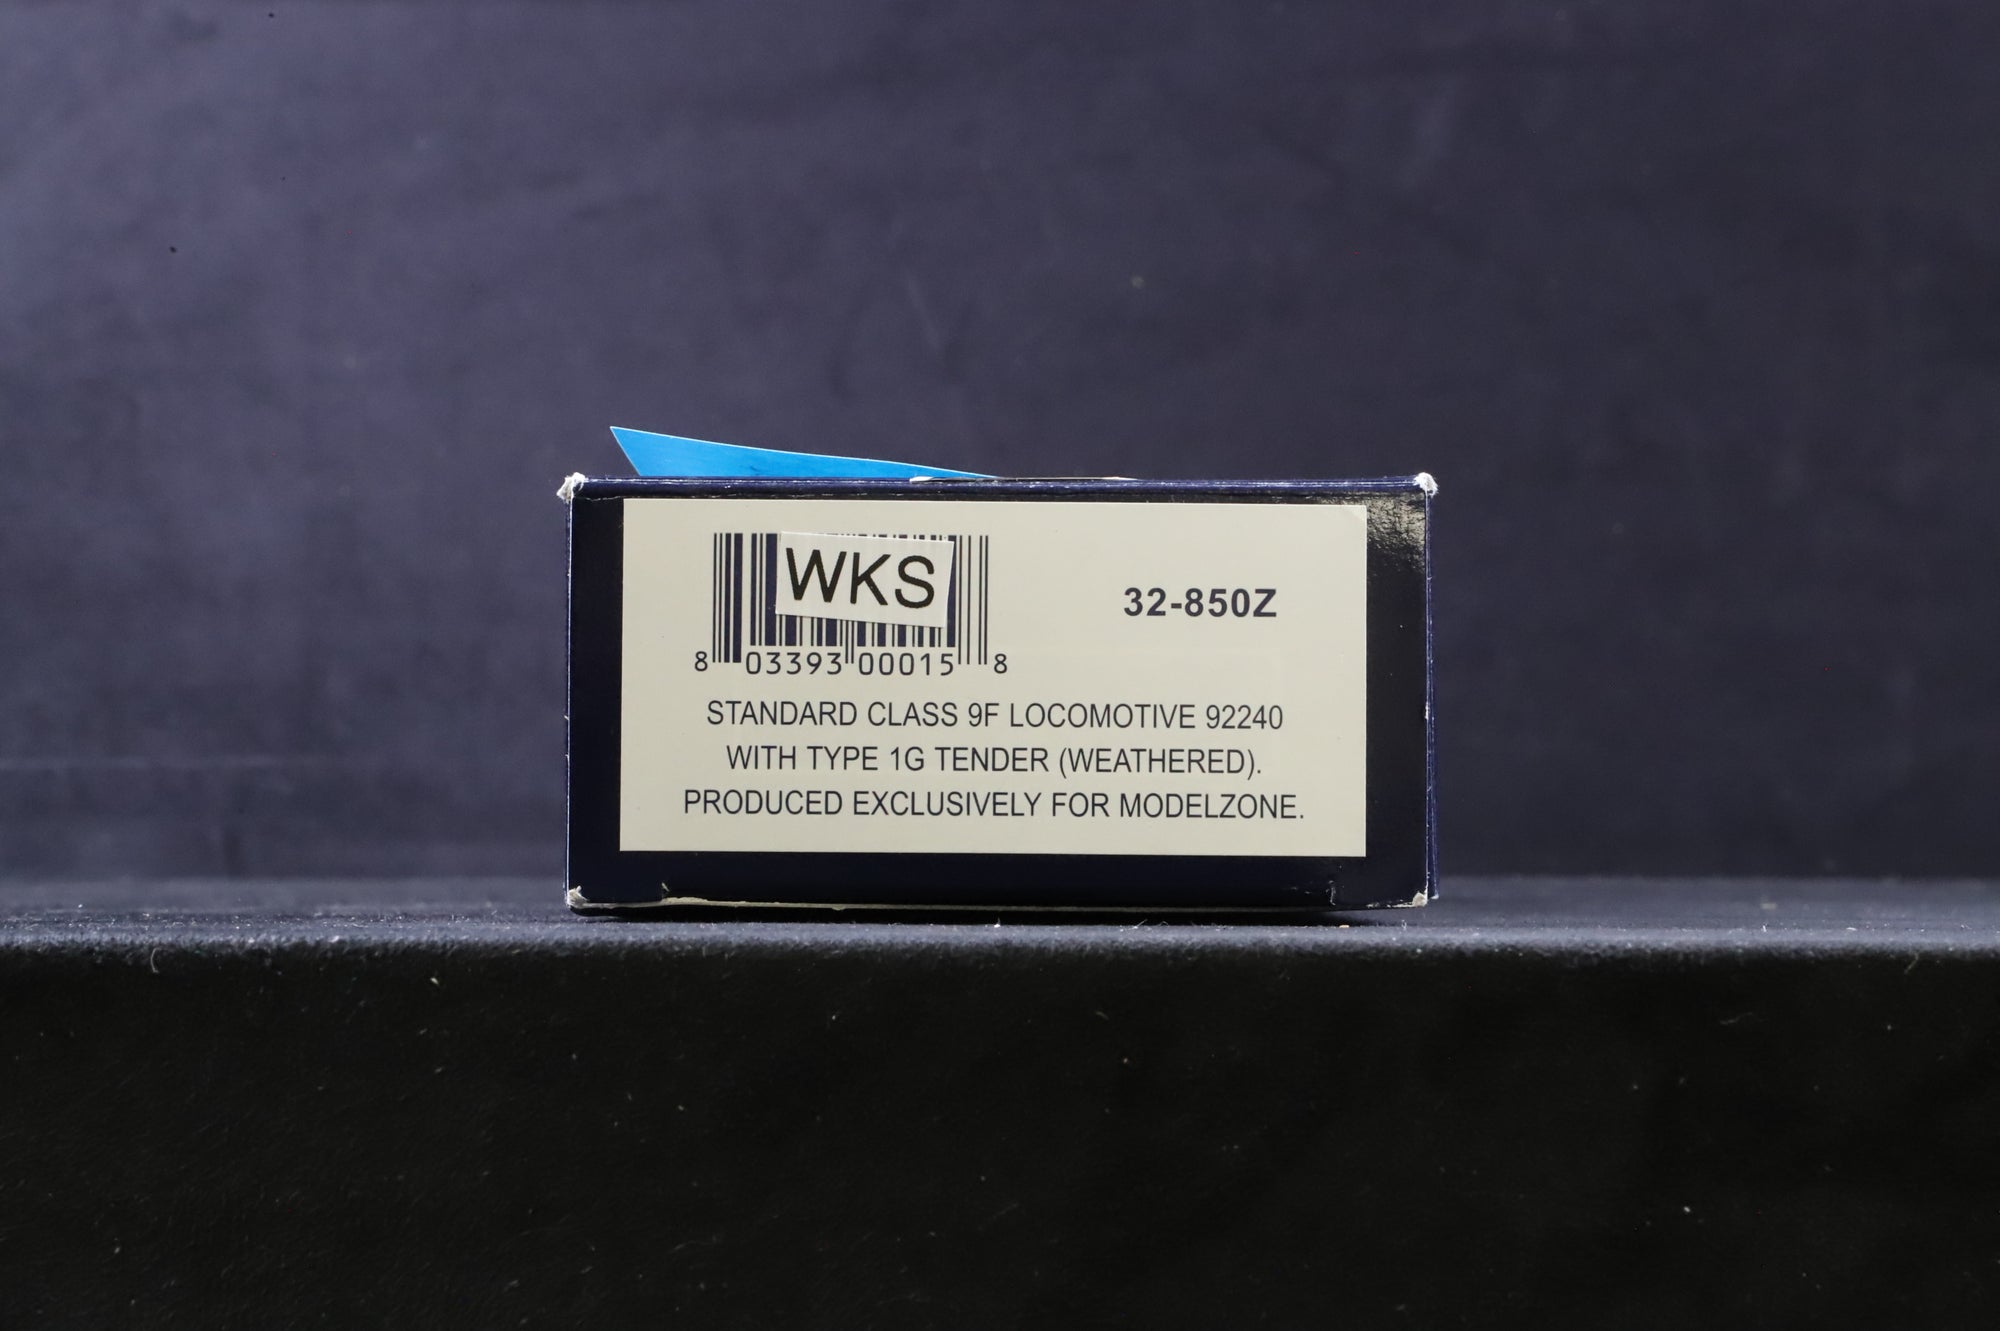 WKS
32-850Z
8 03393 00015 8
STANDARD CLASS 9F LOCOMOTIVE 92240
WITH TYPE 1G TENDER (WEATHERED).
PRODUCED EXCLUSIVELY FOR MODELZONE.